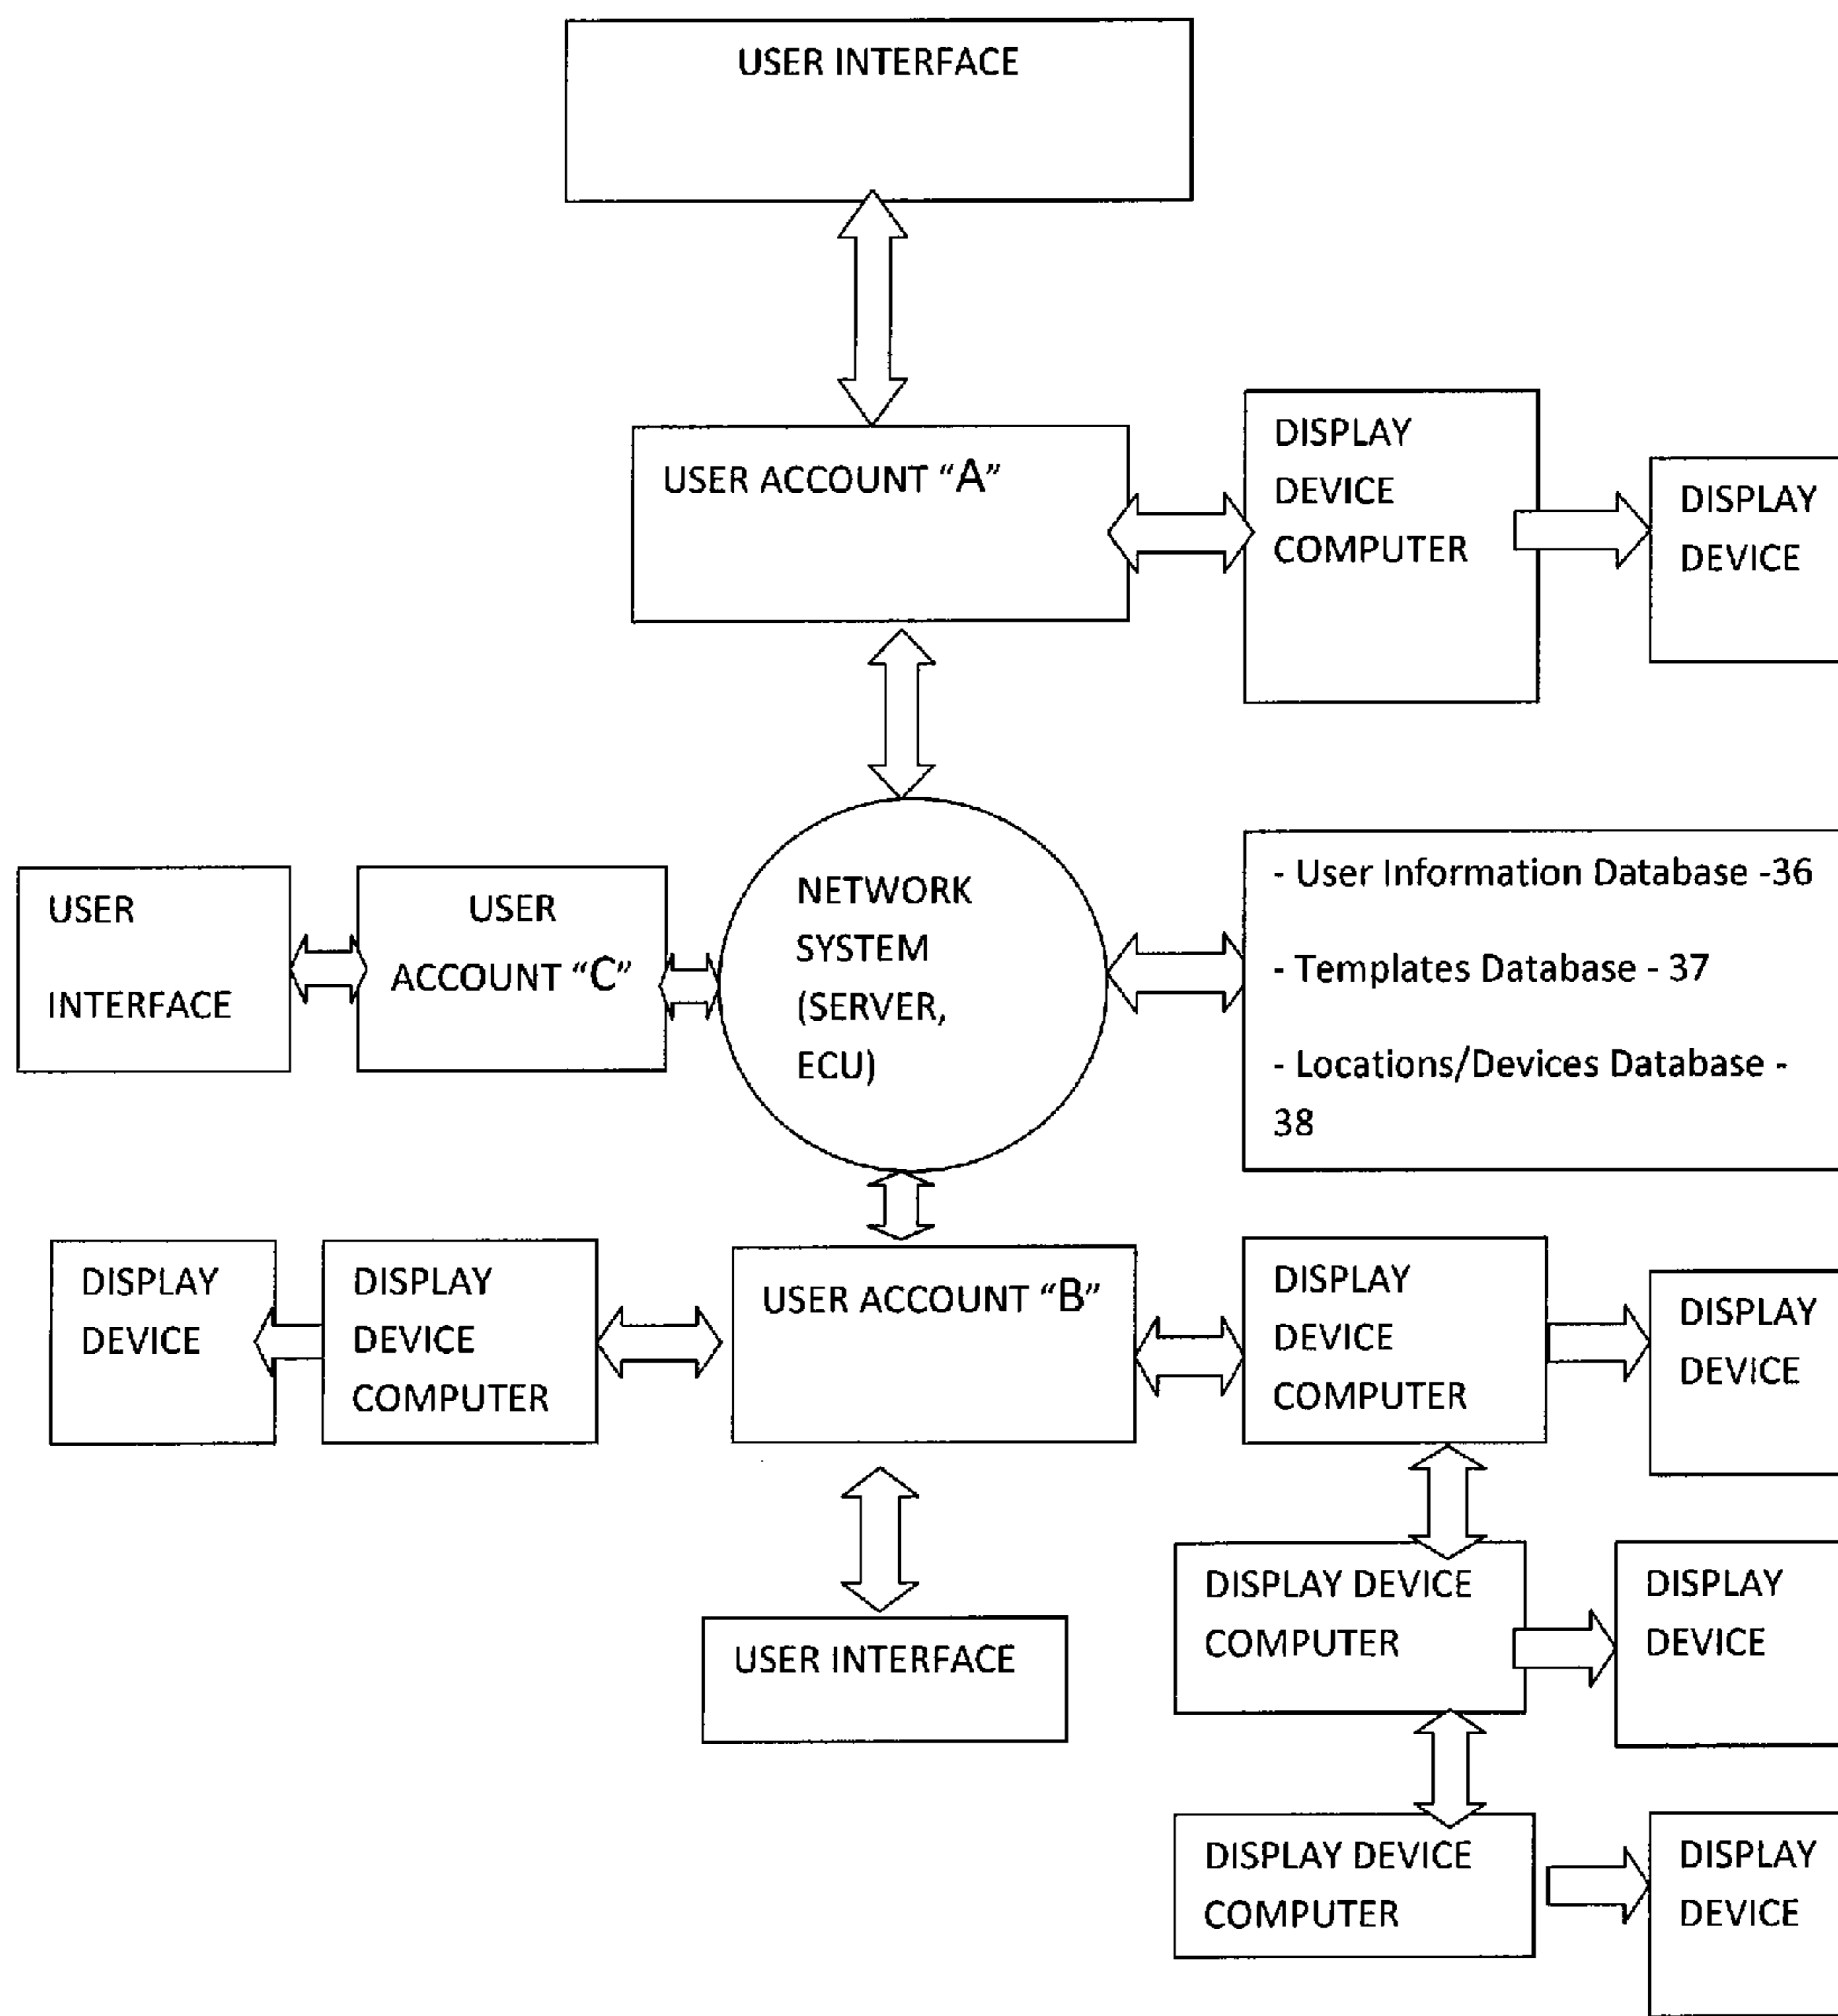 USER INTERFACE
USER ACCOUNT “A”
DISPLAY
DEVICE
COMPUTER
DISPLAY
DEVICE
USER
INTERFACE
USER
ACCOUNT “C”
NETWORK
SYSTEM
(SERVER,
ECU)
- User Information Database -36
- Templates Database - 37
- Locations/Devices Database -
38
DISPLAY
DEVICE
DISPLAY
DEVICE
COMPUTER
USER ACCOUNT “B”
DISPLAY
DEVICE
COMPUTER
DISPLAY
DEVICE
USER INTERFACE
DISPLAY DEVICE
COMPUTER
DISPLAY
DEVICE
DISPLAY DEVICE
COMPUTER
DISPLAY
DEVICE